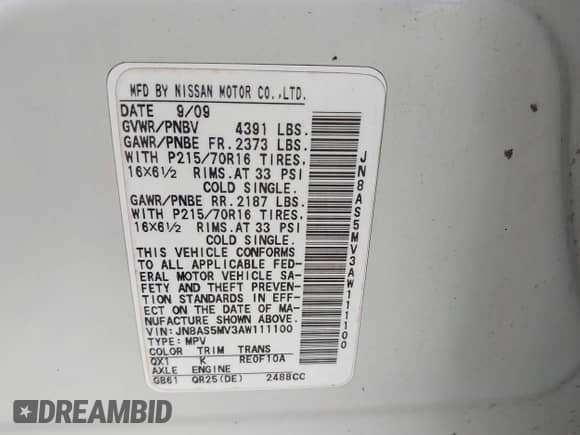 MFD BY NISSAN MOTOR CO.,LTD.
DATE 9/09
GVWR/PNBV 4391 LBS.
GAWR/PNBE FR. 2373 LBS.
WITH P215/70R16 TIRES.
16X6½ RIMS.AT 33 PSI
COLD SINGLE.
GAWR/PNBE RR. 2187 LBS.
WITH P215/70R16 TIRES.
16X6½ RIMS.AT 33 PSI
COLD SINGLE.
THIS VEHICLE CONFORMS
TO ALL APPLICABLE FED-
ERAL MOTOR VEHICLE SA-
FETY AND THEFT PREVEN-
TION STANDARDS IN EFF-
ECT ON THE DATE OF MA-
NUFACTURE SHOWN ABOVE.
VIN:JN8AS5MV3AW111100
TYPE:MPV
COLOR TRIM TRANS
QX1 K RE0F10A
AXLE ENGINE
GB61 QR25(DE) 2488CC
JN8AS5MV3AW111100
DREAMBID